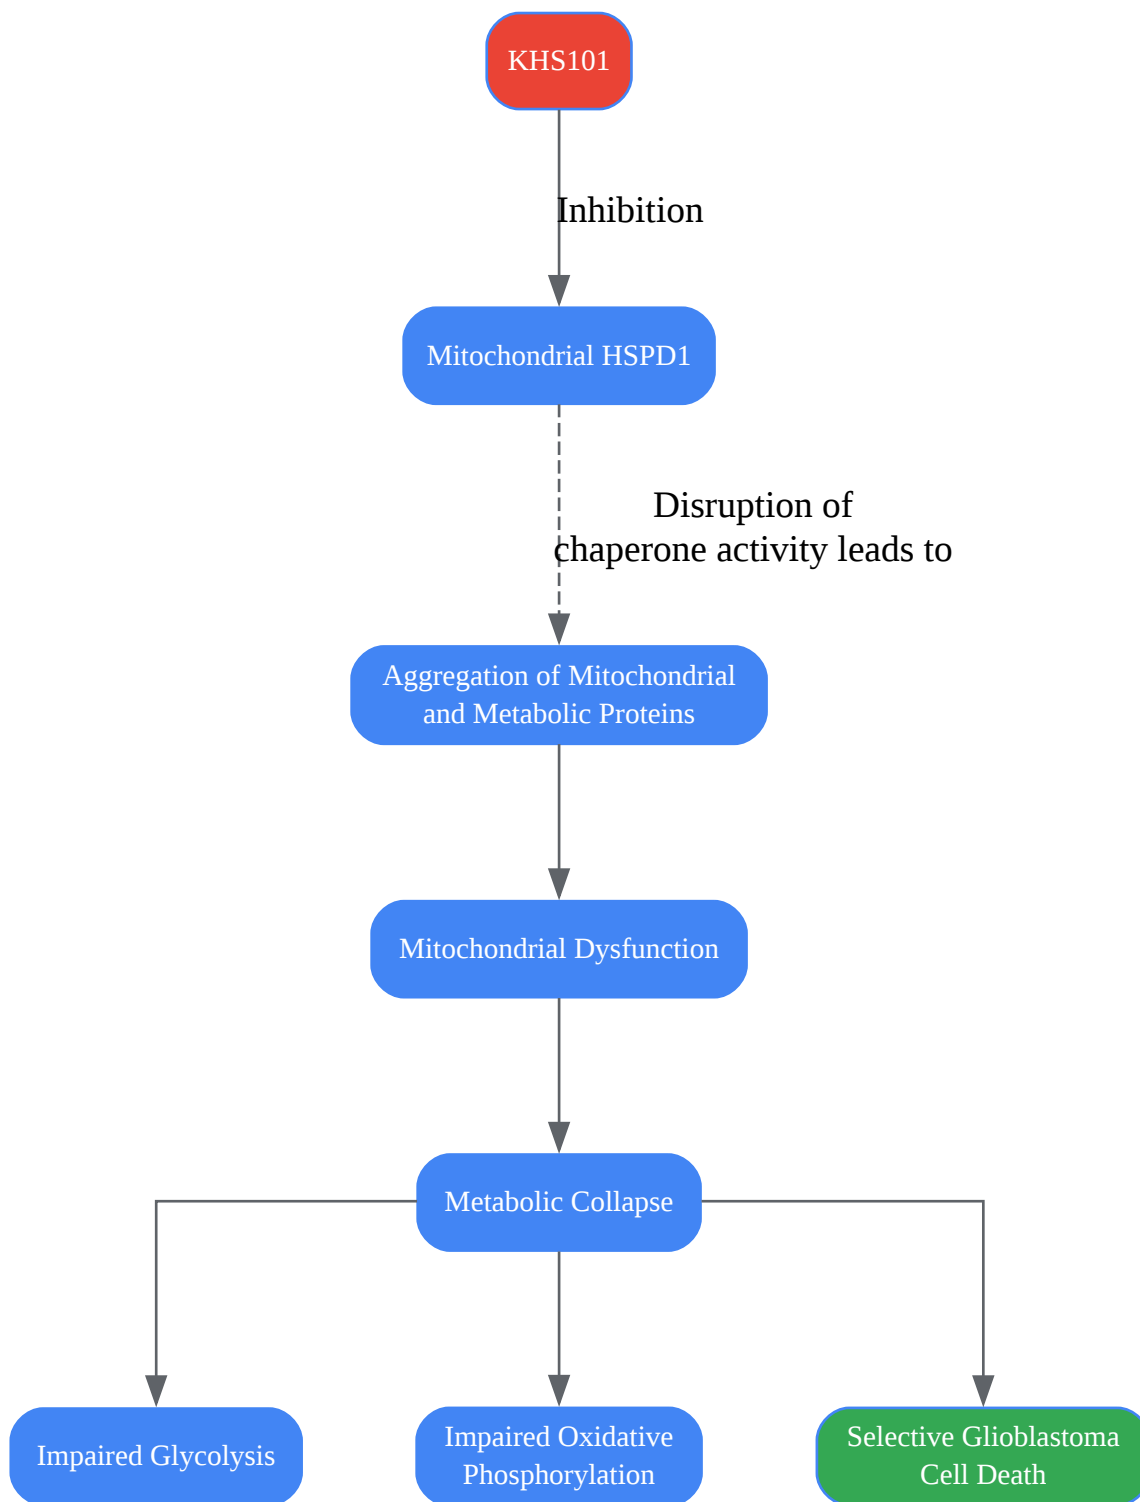 KHS101
Inhibition
Mitochondrial HSPD1
Disruption of
chaperone activity leads to
Aggregation of Mitochondrial
and Metabolic Proteins
Mitochondrial Dysfunction
Metabolic Collapse
Impaired Glycolysis
Impaired Oxidative
Phosphorylation
Selective Glioblastoma
Cell Death